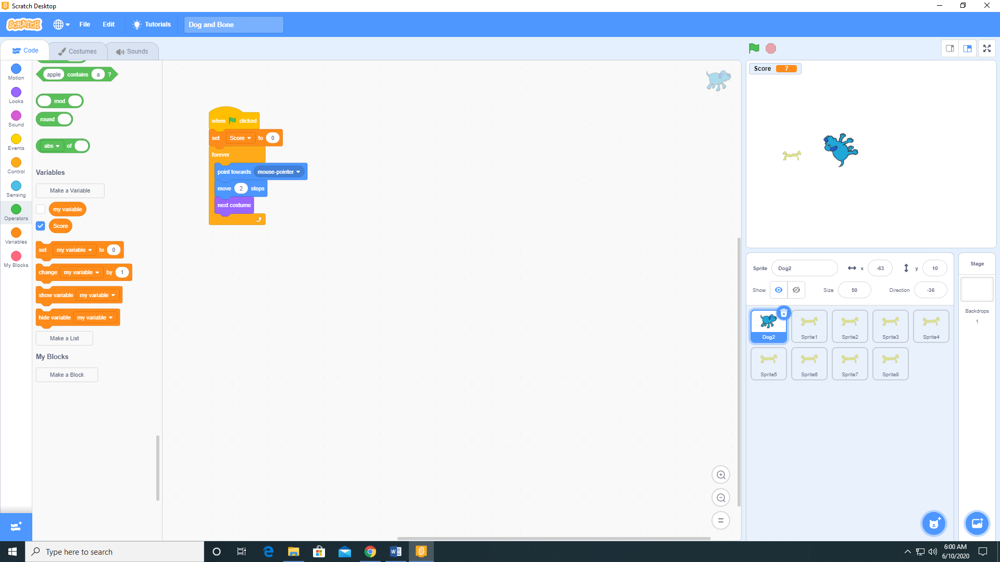 Scratch Desktop
SCRATCH
File
Edit
Tutorials
Dog and Bone
Code
Costumes
Sounds
Motion
Looks
Sound
Events
Control
Sensing
Operators
Variables
My Blocks
apple contains a ?
mod
round
abs of
Variables
Make a Variable
my variable
Score
set my variable to 0
change my variable by 1
show variable my variable
hide variable my variable
Make a List
My Blocks
Make a Block
when clicked
set Score to 0
forever
point towards mouse-pointer
move 2 steps
next costume
Score 7
Sprite Dog2 x -63 y 10
Show Size 50 Direction -36
Dog2 Sprite1 Sprite2 Sprite3 Sprite4
Sprite5 Sprite6 Sprite7 Sprite8
Stage
Backdrops
1
Type here to search
6:00 AM
6/10/2020